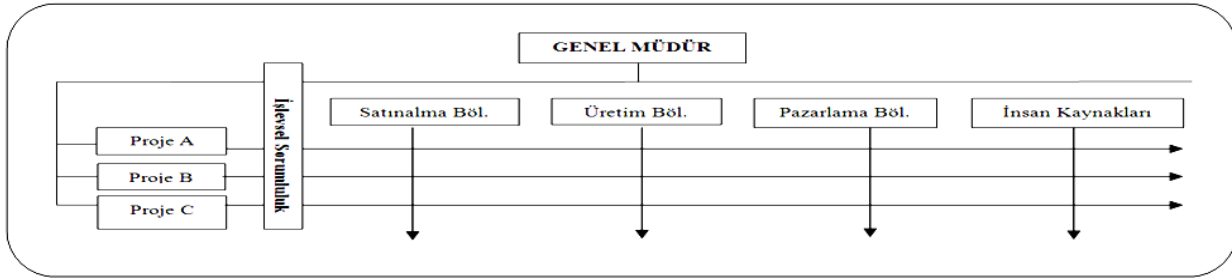 GENEL MÜDÜR
Satınalma Böl.
Üretim Böl.
Pazarlama Böl.
İnsan Kaynakları
İşlevsel Sorumluluk
Proje A
Proje B
Proje C